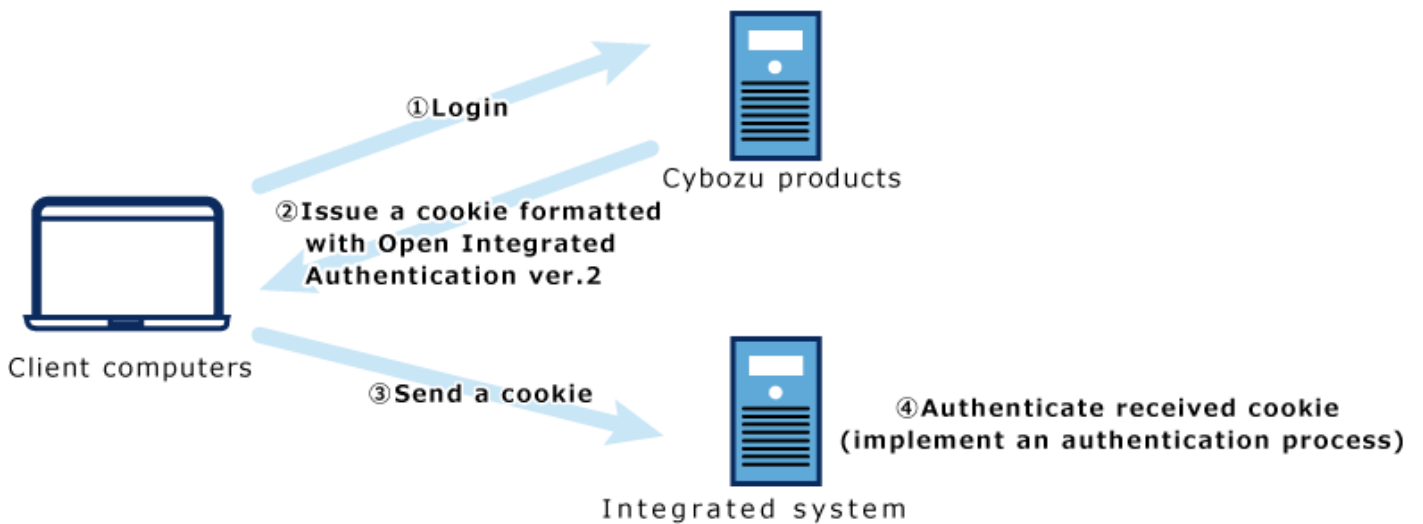 ①Login
Cybozu products
②Issue a cookie formatted
with Open Integrated
Authentication ver.2
Client computers
③Send a cookie
④Authenticate received cookie
(implement an authentication process)
Integrated system